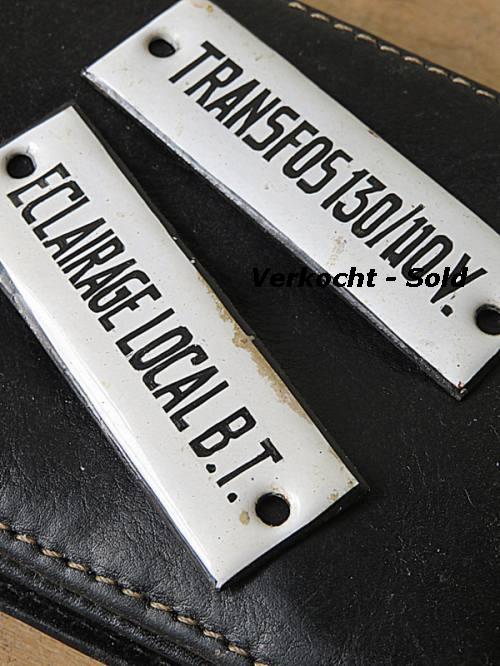 TRANSFOS 130/110 V.
ECLAIRAGE LOCAL B.T.
Verkocht - Sold